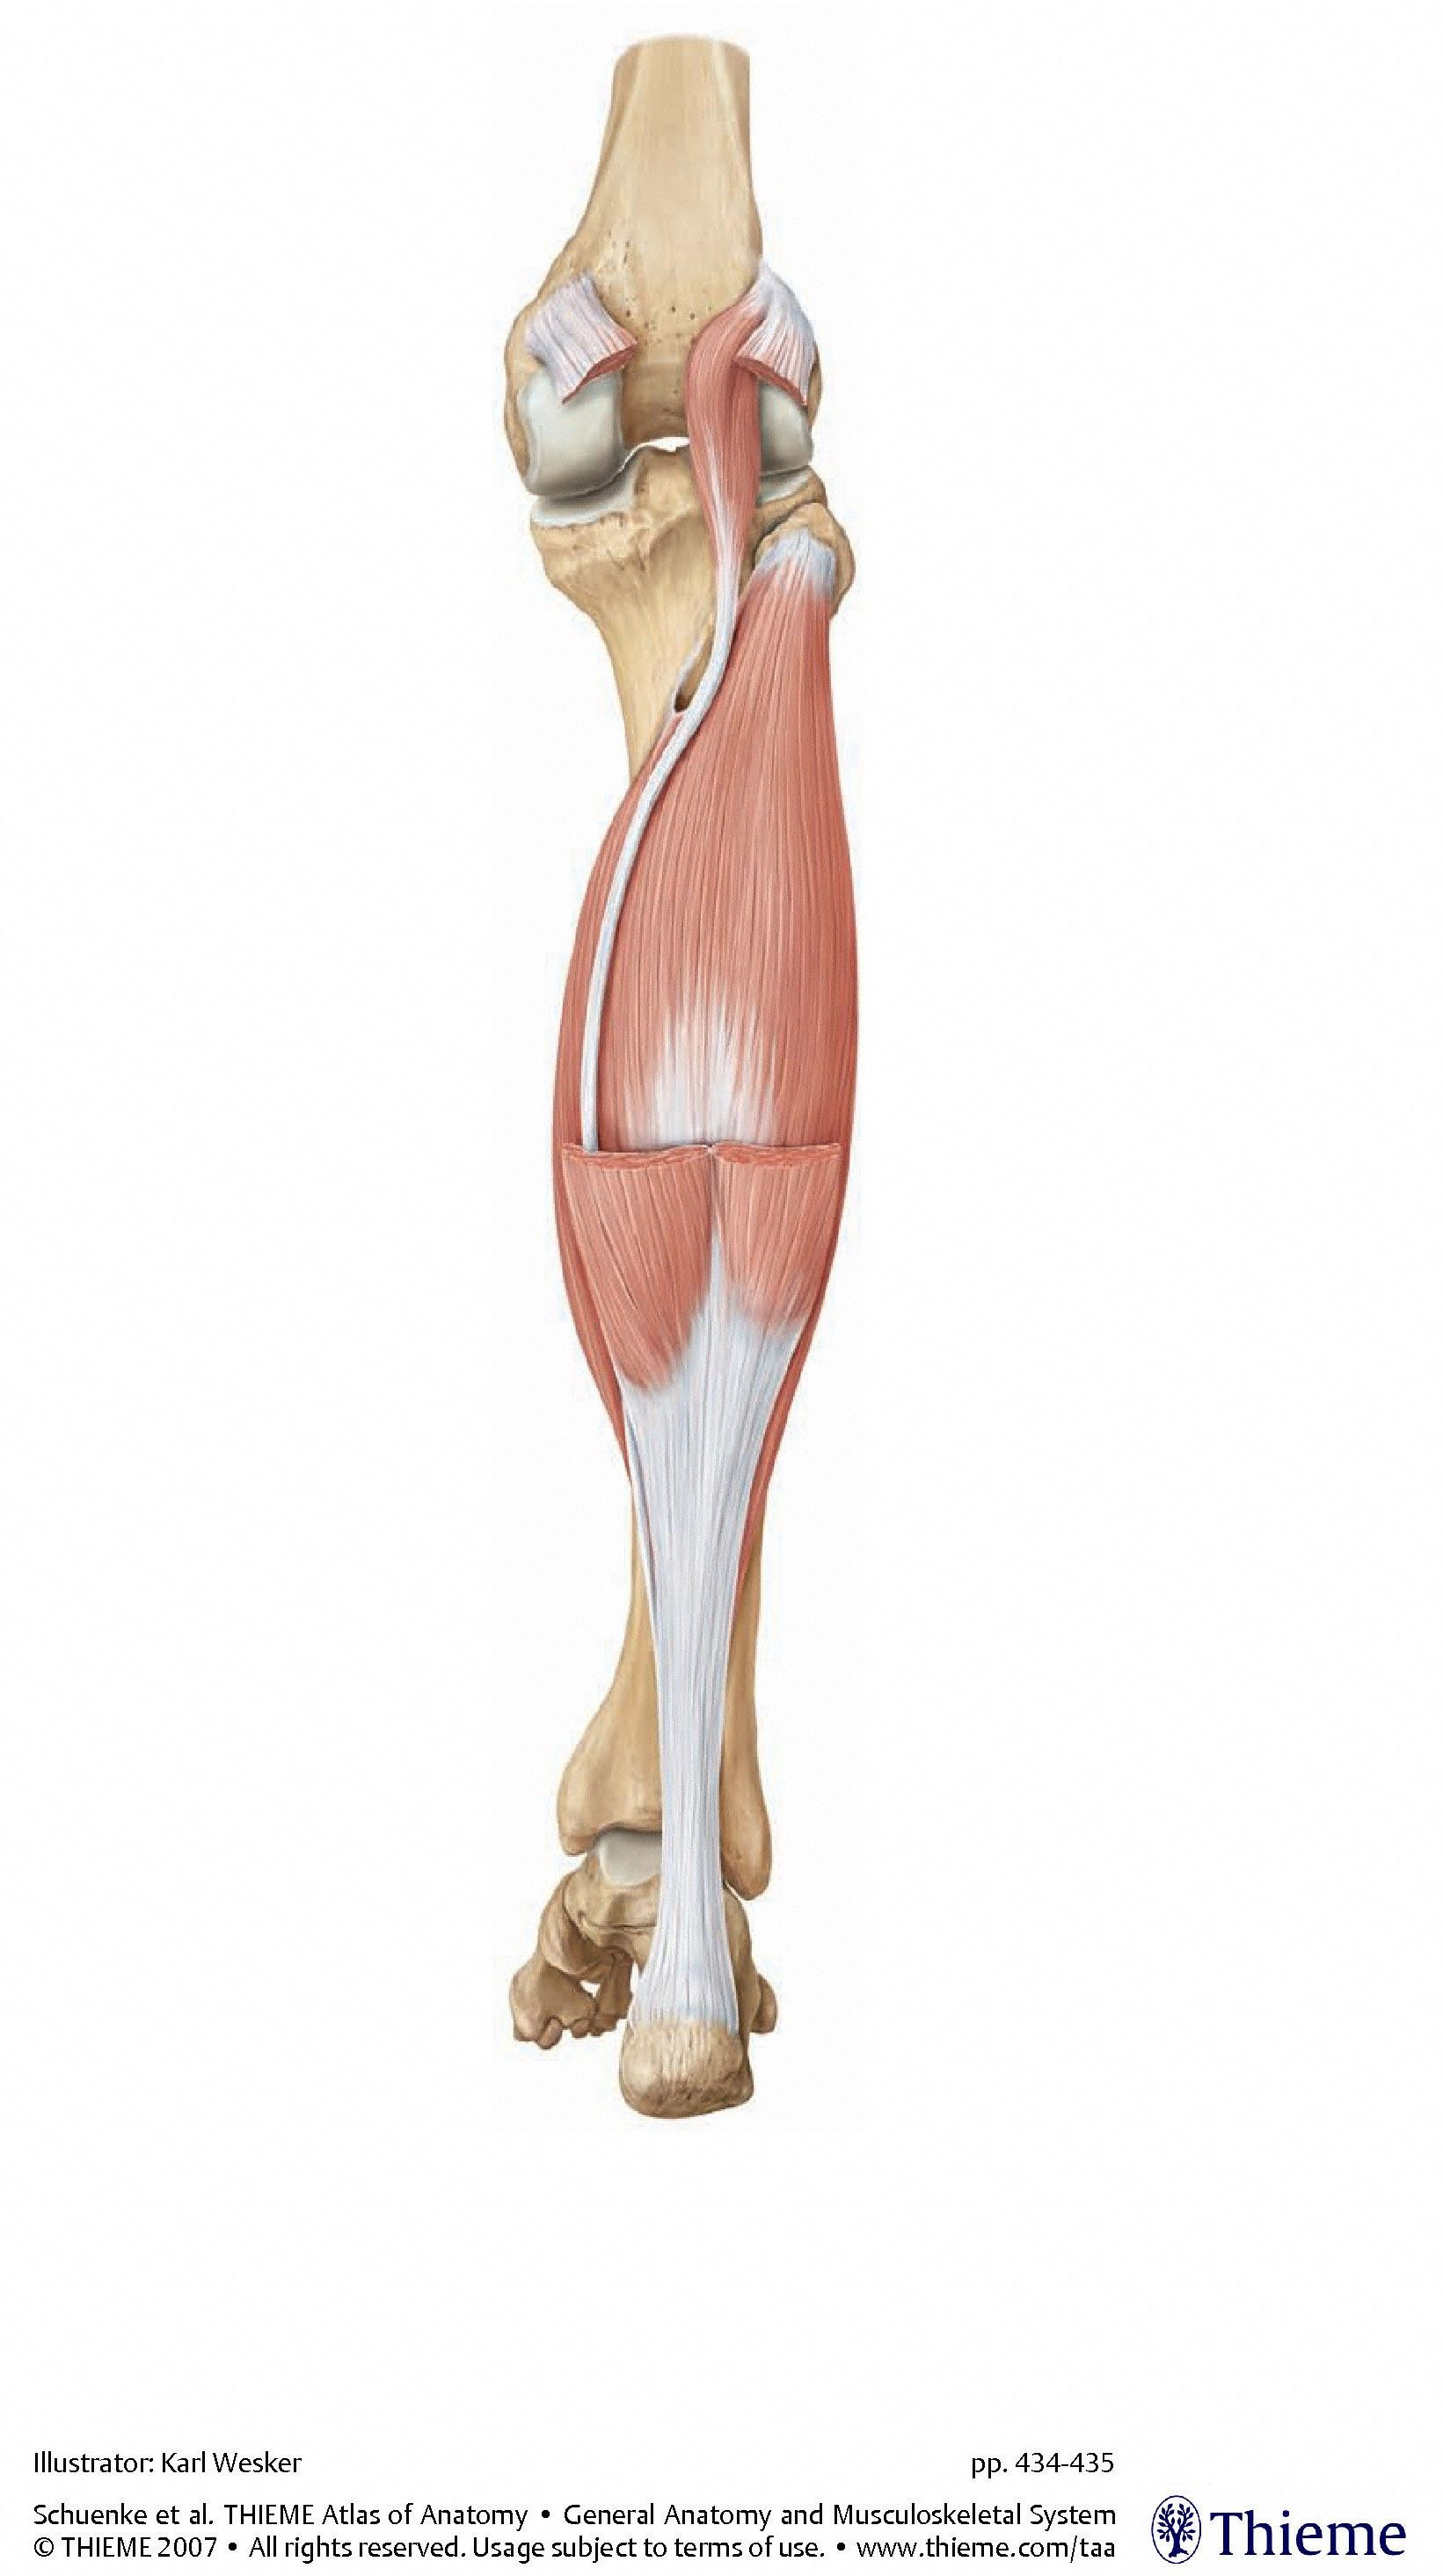 Illustrator: Karl Wesker
pp. 434-435
Schuenke et al. THIEME Atlas of Anatomy • General Anatomy and Musculoskeletal System
© THIEME 2007 • All rights reserved. Usage subject to terms of use. • www.thieme.com/taa
Thieme